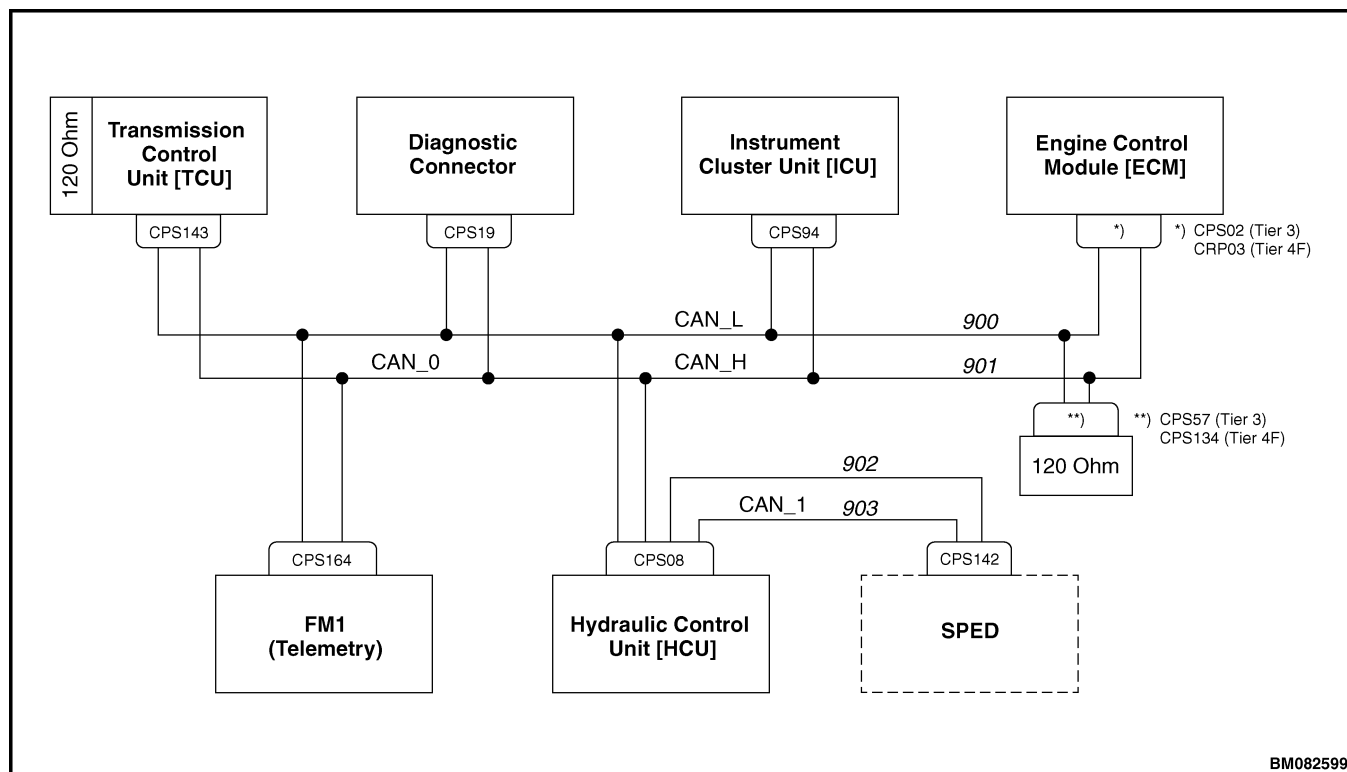 120 Ohm
Transmission
Control
Unit [TCU]
Diagnostic
Connector
Instrument
Cluster Unit [ICU]
Engine Control
Module [ECM]
CPS143
CPS19
CPS94
*)
*) CPS02 (Tier 3)
CRP03 (Tier 4F)
CAN_L
900
CAN_0
CAN_H
901
**)
**) CPS57 (Tier 3)
CPS134 (Tier 4F)
120 Ohm
902
CAN_1
903
CPS164
CPS08
CPS142
FM1
(Telemetry)
Hydraulic Control
Unit [HCU]
SPED
BM082599